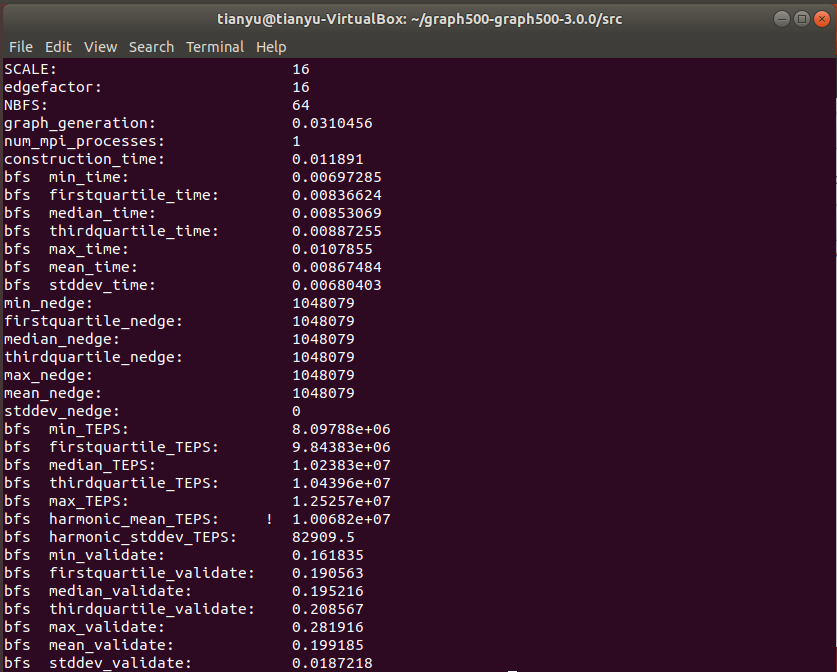 tianyu@tianyu-VirtualBox: ~/graph500-graph500-3.0.0/src
File Edit View Search Terminal Help
SCALE: 16
edgefactor: 16
NBFS: 64
graph_generation: 0.0310456
num_mpi_processes: 1
construction_time: 0.011891
bfs min_time: 0.00697285
bfs firstquartile_time: 0.00836624
bfs median_time: 0.00853069
bfs thirdquartile_time: 0.00887255
bfs max_time: 0.0107855
bfs mean_time: 0.00867484
bfs stddev_time: 0.00680403
min_nedge: 1048079
firstquartile_nedge: 1048079
median_nedge: 1048079
thirdquartile_nedge: 1048079
max_nedge: 1048079
mean_nedge: 1048079
stddev_nedge: 0
bfs min_TEPS: 8.09788e+06
bfs firstquartile_TEPS: 9.84383e+06
bfs median_TEPS: 1.02383e+07
bfs thirdquartile_TEPS: 1.04396e+07
bfs max_TEPS: 1.25257e+07
bfs harmonic_mean_TEPS: ! 1.00682e+07
bfs harmonic_stddev_TEPS: 82909.5
bfs min_validate: 0.161835
bfs firstquartile_validate: 0.190563
bfs median_validate: 0.195216
bfs thirdquartile_validate: 0.208567
bfs max_validate: 0.281916
bfs mean_validate: 0.199185
bfs stddev_validate: 0.0187218